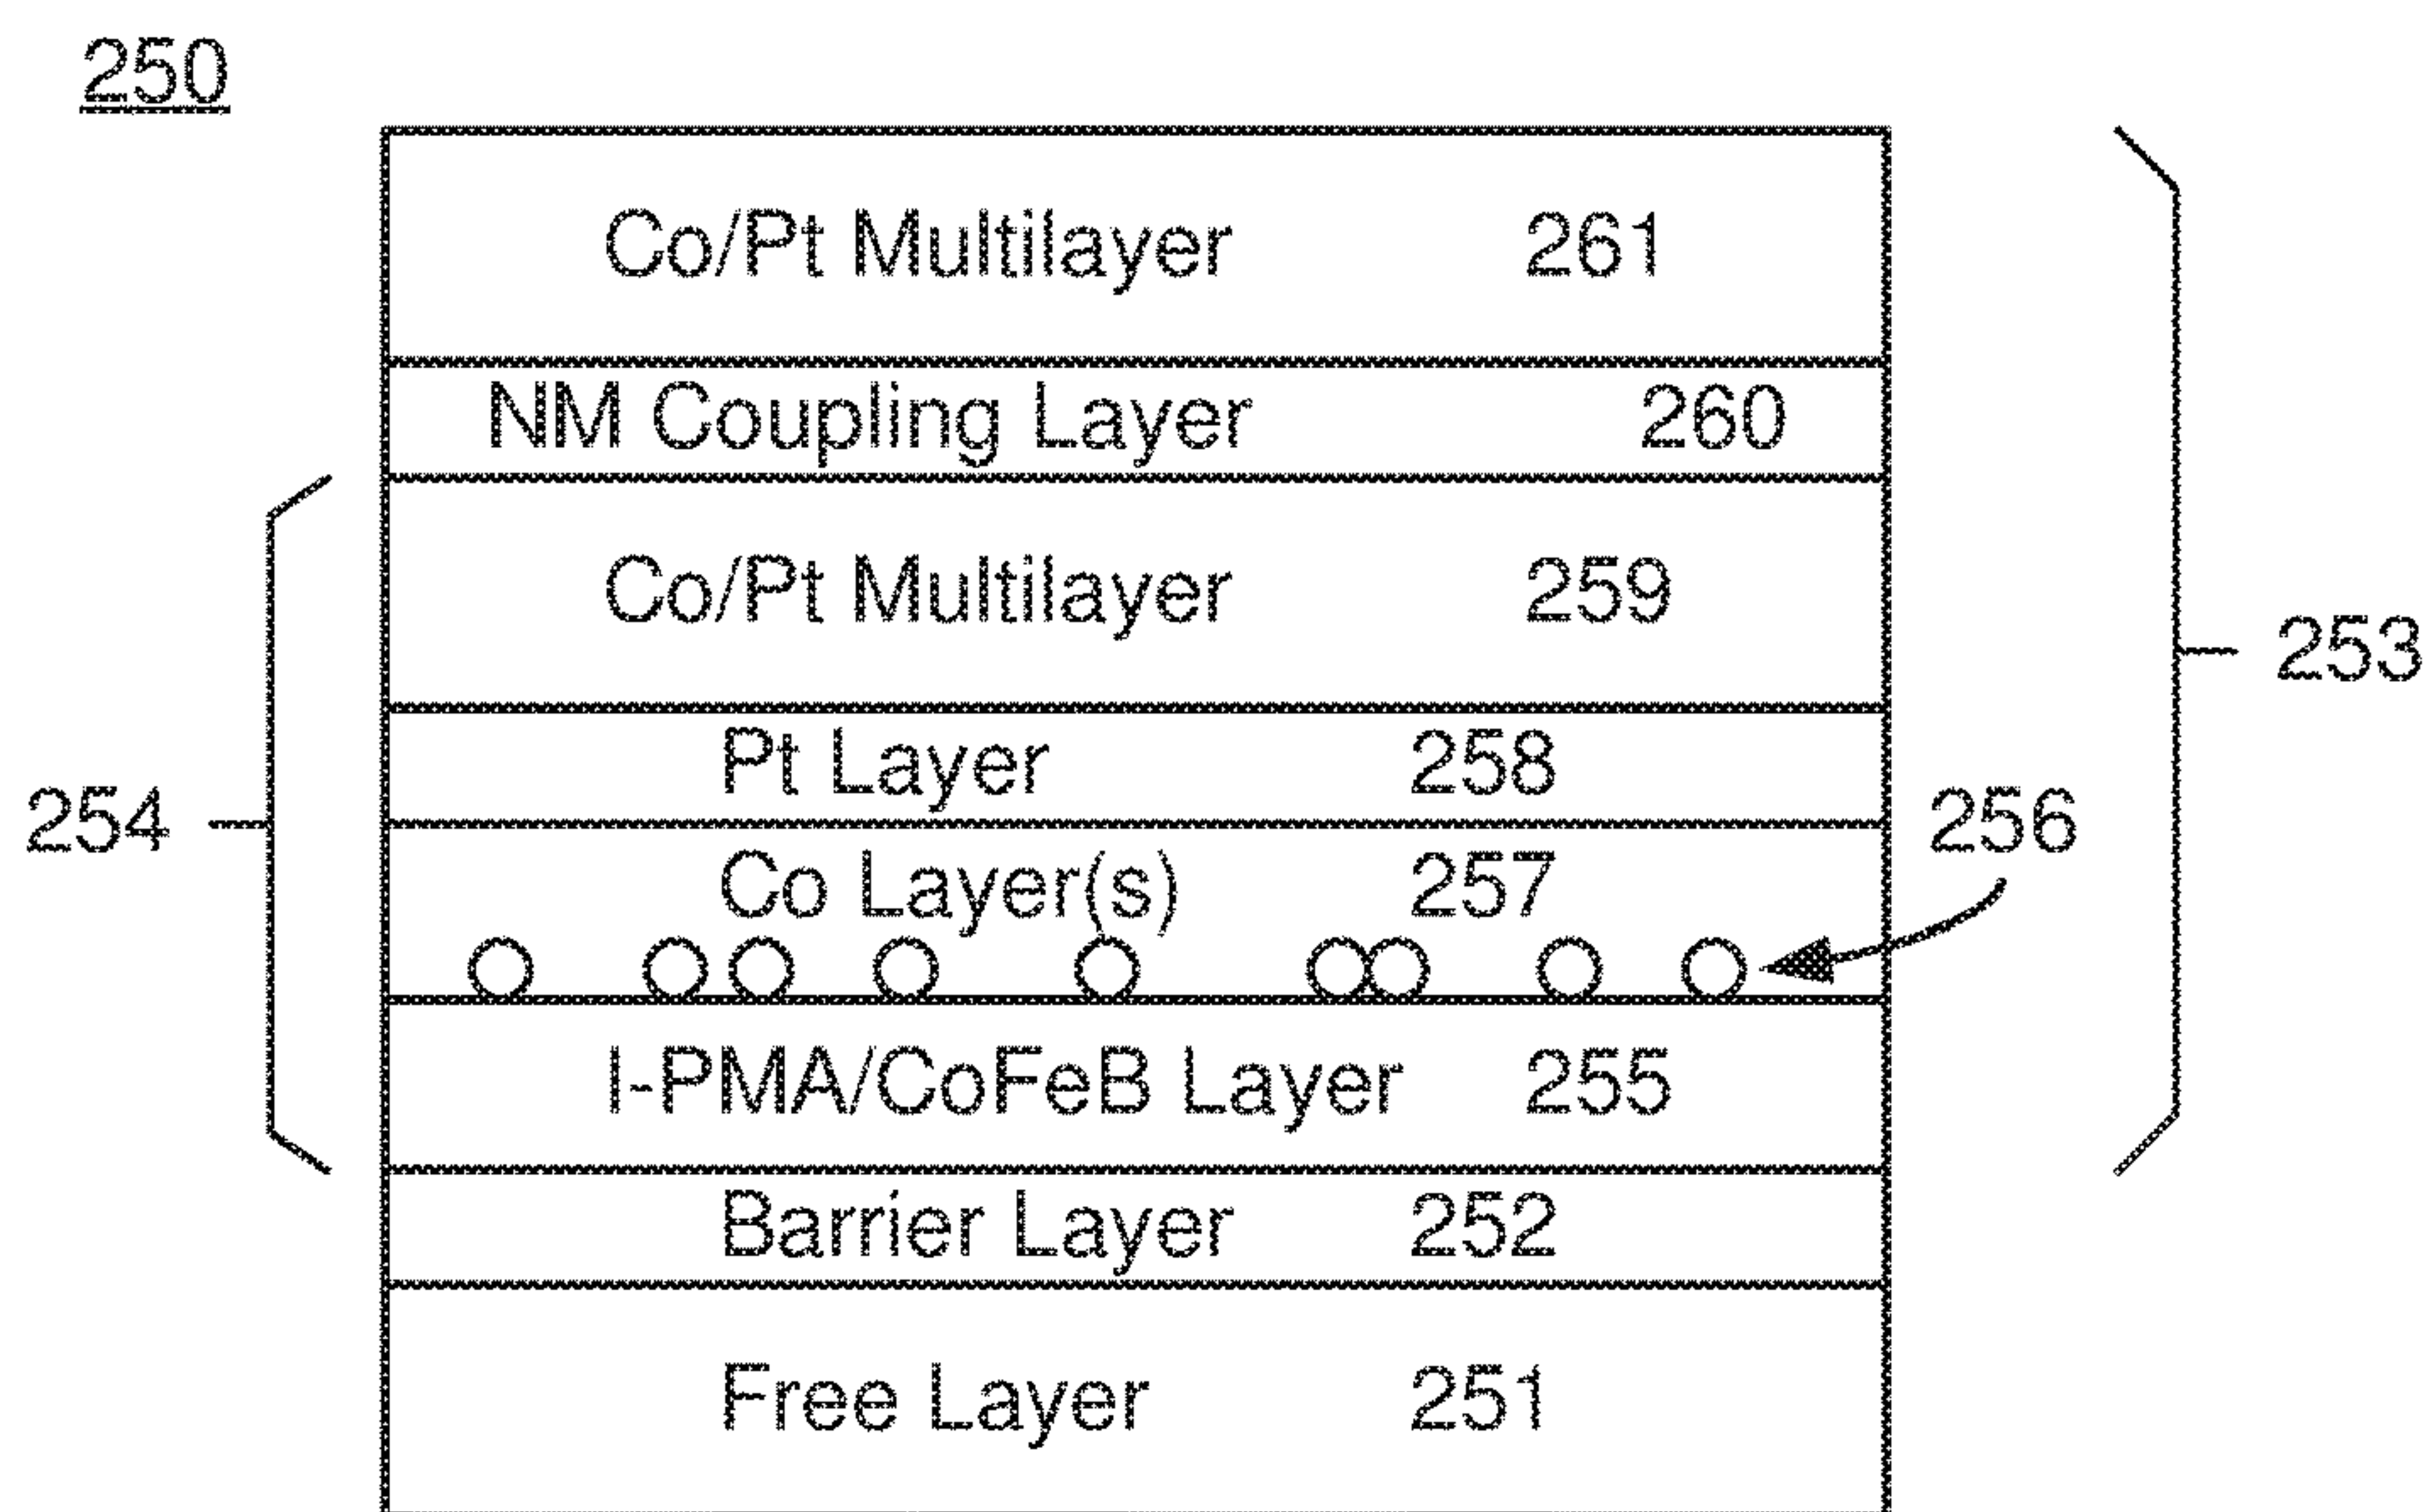 250
Co/Pt Multilayer 261
NM Coupling Layer 260
Co/Pt Multilayer 259
253
Pt Layer 258
254
256
Co Layer(s) 257
I-PMA/CoFeB Layer 255
Barrier Layer 252
Free Layer 251